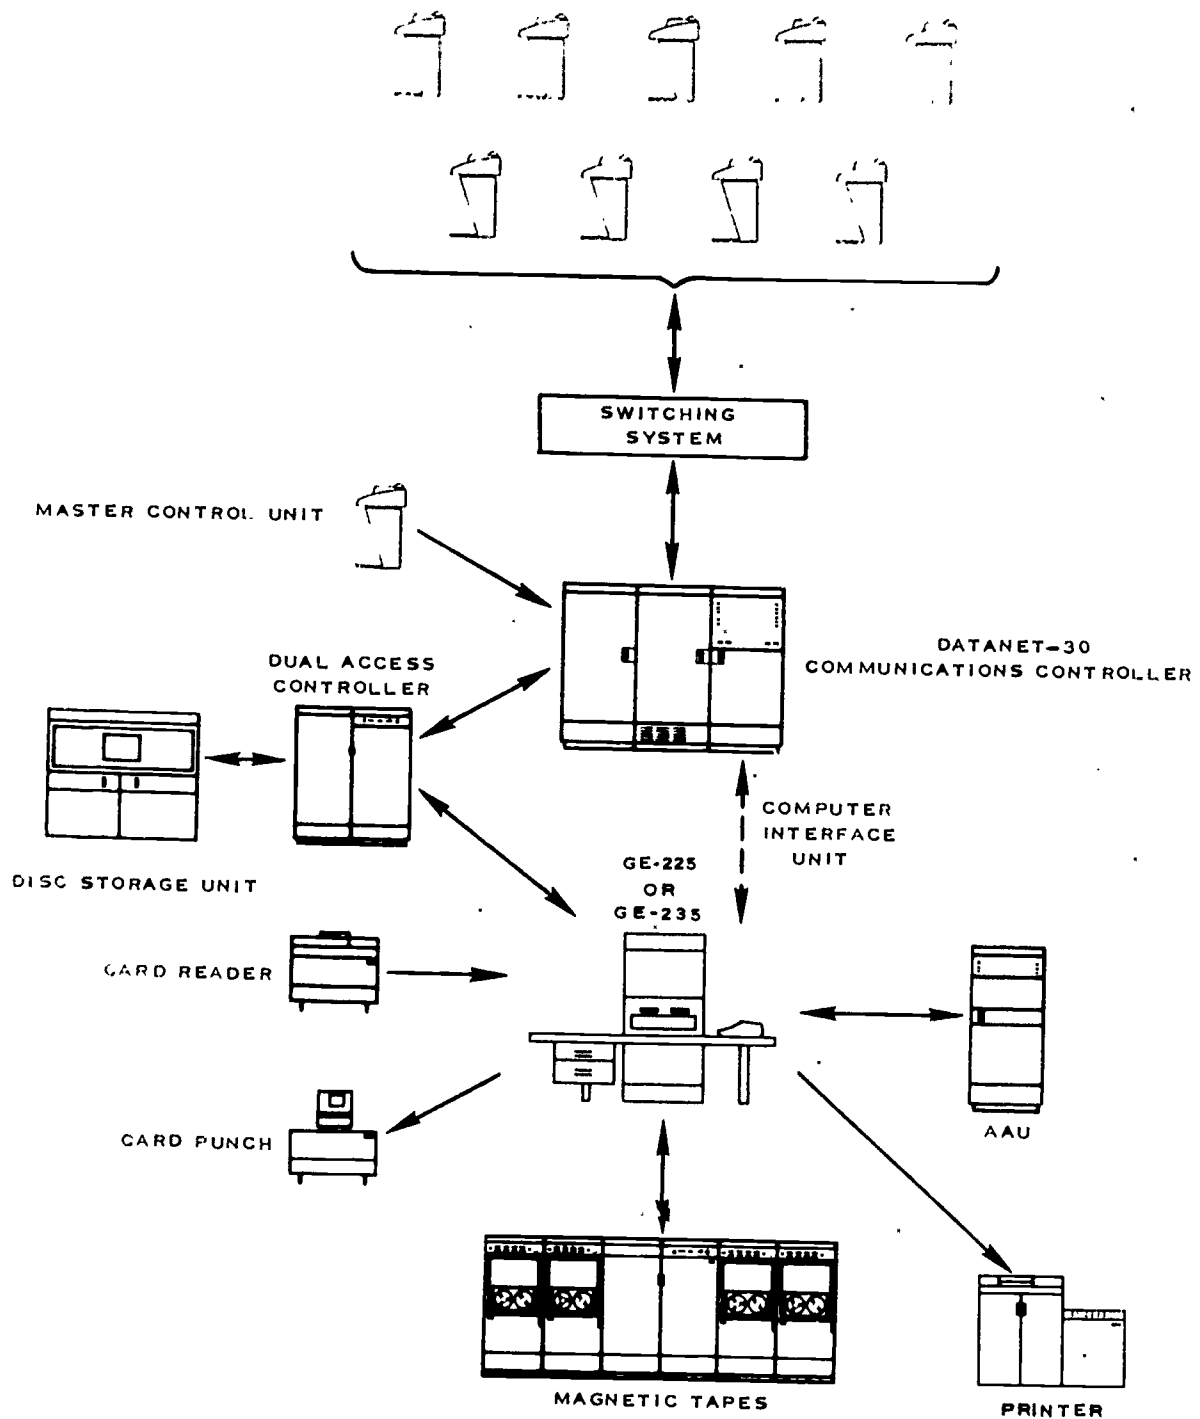 SWITCHING
SYSTEM
MASTER CONTROL UNIT
DATANET-30
COMMUNICATIONS CONTROLLER
DUAL ACCESS
CONTROLLER
COMPUTER
INTERFACE
UNIT
GE-225
OR
GE-235
DISC STORAGE UNIT
CARD READER
CARD PUNCH
AAU
MAGNETIC TAPES
PRINTER